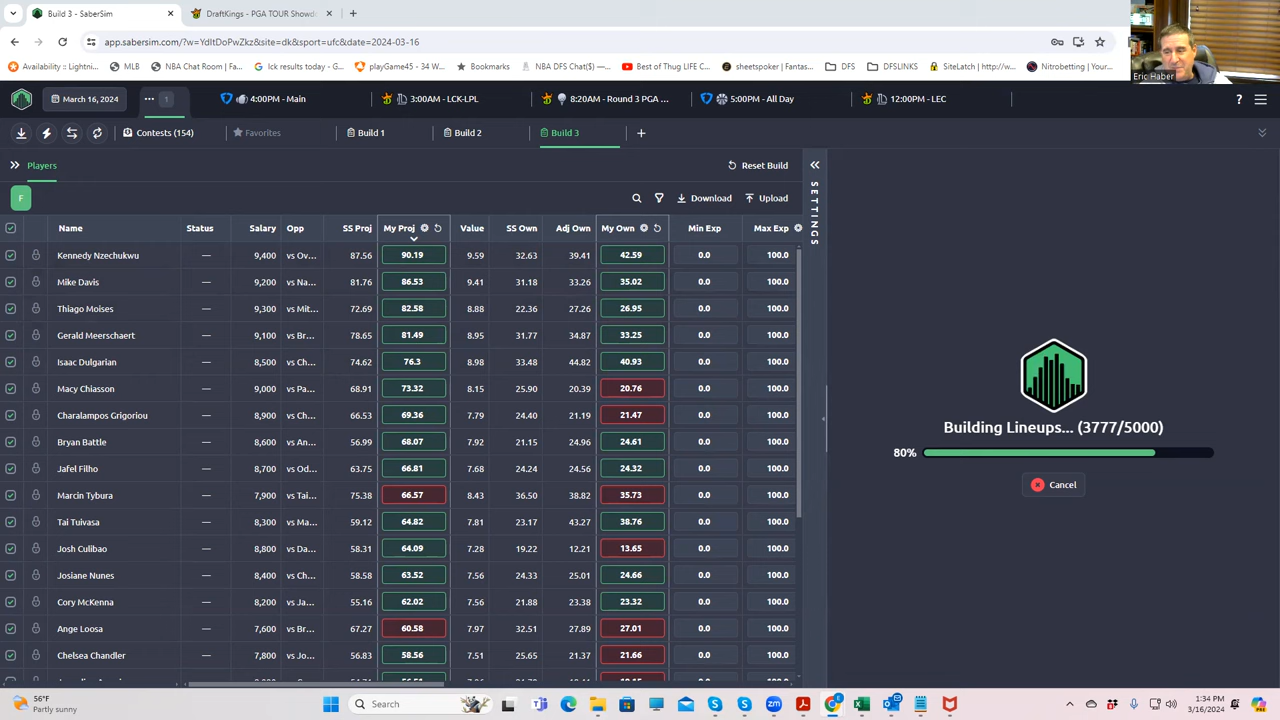 Build 3 - SaberSim
DraftKings - PGA TOUR Showd
app.sabersim.com/?w=YdItDoPwZkz&site=dk&sport=ufc&date=2024-03-16
Availability :: Lightni... MLB NBA Chat Room / Fa... lck results today - G... playGame45 - 34 W... NBA DFS Chat($) —... Best of Thug LIFE C... sheetspoker | Fantas... DFS DFSLINKS SiteLatch | http://w... Nitrobetting | Your...
Eric Haber
March 16, 2024 ... 1 4:00PM - Main 3:00AM - LCK-LPL 5:00PM - All Day 12:00PM - LEC ?
Contests (154) Favorites Build 1 Build 2 Build 3 +
Players Reset Build
F Download Upload
SETTINGS
Name Status Salary Opp SS Proj My Proj Value SS Own Adj Own My Own Min Exp Max Exp
Kennedy Nzechukwu — 9,400 vs Ov... 87.56 90.19 9.59 32.63 39.41 42.59 0.0 100.0
Mike Davis — 9,200 vs Na... 81.76 86.53 9.41 31.18 33.26 35.02 0.0 100.0
Thiago Moises — 9,300 vs Mit... 72.69 82.58 8.88 22.36 27.26 26.95 0.0 100.0
Gerald Meerschaert — 9,100 vs Br... 78.65 81.49 8.95 31.77 34.87 33.25 0.0 100.0
Isaac Dulgarian — 8,500 vs Ch... 74.62 76.3 8.98 33.48 44.82 40.93 0.0 100.0
Macy Chiasson — 9,000 vs Pa... 68.91 73.32 8.15 25.90 20.39 20.76 0.0 100.0
Charalampos Grigoriou — 8,900 vs Ch... 66.53 69.36 7.79 24.40 21.19 21.47 0.0 100.0
Bryan Battle — 8,600 vs An... 56.99 68.07 7.92 21.15 24.96 24.61 0.0 100.0
Jafel Filho — 8,700 vs Od... 63.75 66.81 7.68 24.24 24.56 24.32 0.0 100.0
Marcin Tybura — 7,900 vs Tai... 75.38 66.57 8.43 36.50 38.82 35.73 0.0 100.0
Tai Tuivasa — 8,300 vs Ma... 59.12 64.82 7.81 23.17 43.27 38.76 0.0 100.0
Josh Culibao — 8,800 vs Da... 58.31 64.09 7.28 19.22 12.21 13.65 0.0 100.0
Josiane Nunes — 8,400 vs Ch... 58.58 63.52 7.56 24.33 25.01 24.66 0.0 100.0
Cory McKenna — 8,200 vs Ja... 55.16 62.02 7.56 21.88 23.38 23.32 0.0 100.0
Ange Loosa — 7,600 vs Br... 67.27 60.58 7.97 32.51 27.89 27.01 0.0 100.0
Chelsea Chandler — 7,800 vs Jo... 56.83 58.56 7.51 25.65 21.37 21.66 0.0 100.0
Building Lineups... (3777/5000)
80%
Cancel
56°F
Partly sunny
Search
1:34 PM
3/16/2024